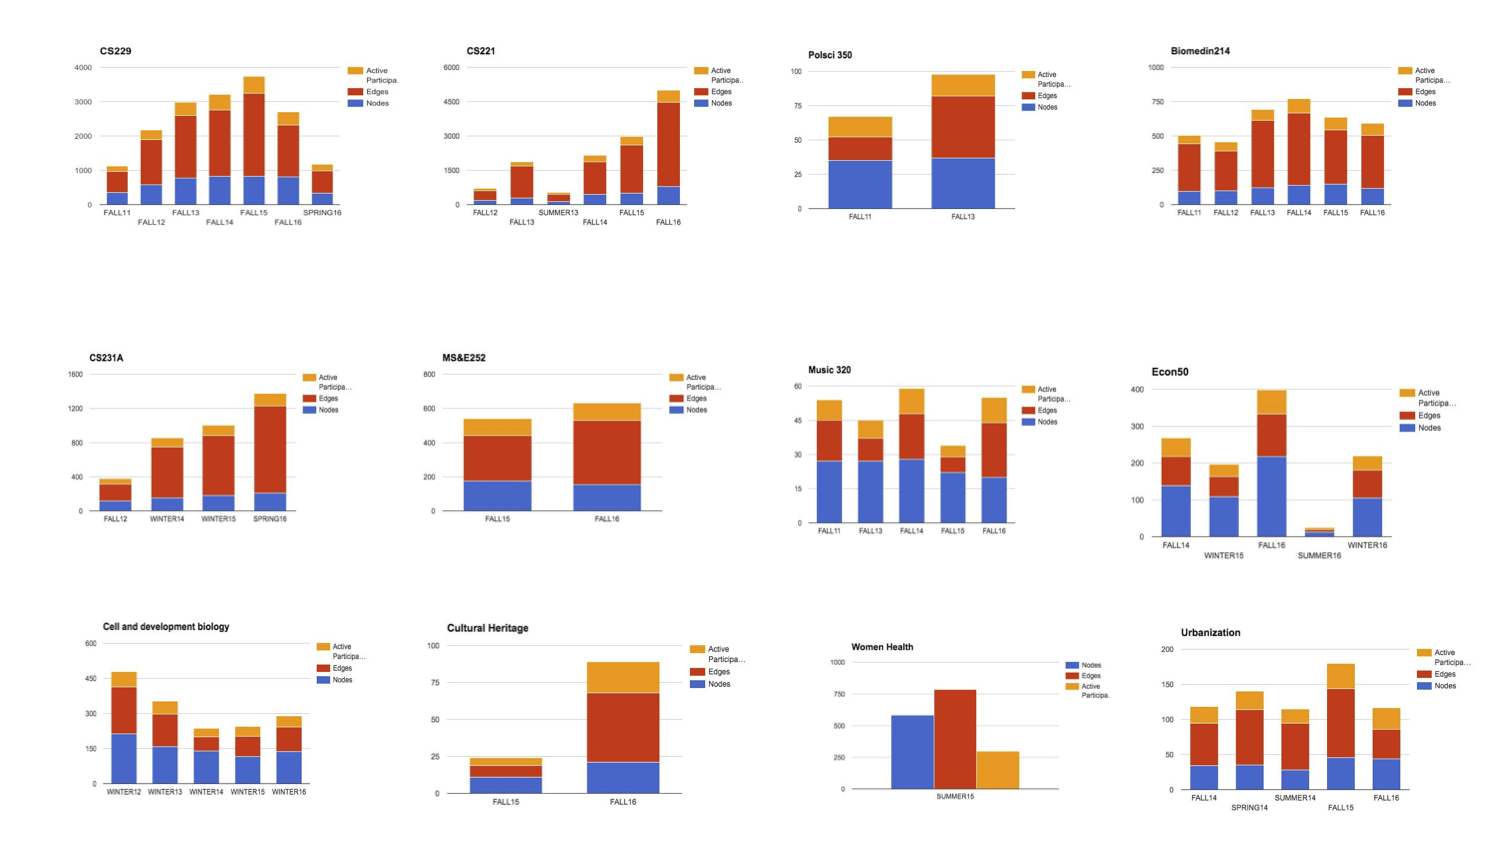 CS229
4000
3000
2000
1000
0
FALL11
FALL12
FALL13
FALL14
FALL15
FALL16
SPRING16
Active
Participa.
Edges
Nodes
CS221
6000
4500
3000
1500
0
FALL12
FALL13
SUMMER13
FALL14
FALL15
FALL16
Active
Participa..
Edges
Nodes
Polsci 350
100
75
50
25
0
FALL11
FALL13
Active
Participa…
Edges
Nodes
Biomedin214
1000
750
500
250
0
FALL11
FALL12
FALL13
FALL14
FALL15
FALL16
Active
Participa…
Edges
Nodes
CS231A
1600
1200
800
400
0
FALL12
WINTER14
WINTER15
SPRING16
Active
Participa…
Edges
Nodes
MS&E252
800
600
400
200
0
FALL15
FALL16
Active
Participa…
Edges
Nodes
Music 320
60
45
30
15
0
FALL11
FALL13
FALL14
FALL15
FALL16
Active
Participa…
Edges
Nodes
Econ50
400
300
200
100
0
FALL14
WINTER15
FALL16
SUMMER16
WINTER16
Active
Participa…
Edges
Nodes
Cell and development biology
600
450
300
150
0
WINTER12
WINTER13
WINTER14
WINTER15
WINTER16
Active
Participa…
Edges
Nodes
Cultural Heritage
100
75
50
25
0
FALL15
FALL16
Active
Participa…
Edges
Nodes
Women Health
1000
750
500
250
0
SUMMER15
Nodes
Edges
Active
Participa.
Urbanization
200
150
100
50
0
FALL14
SPRING14
SUMMER14
FALL15
FALL16
Active
Participa…
Edges
Nodes